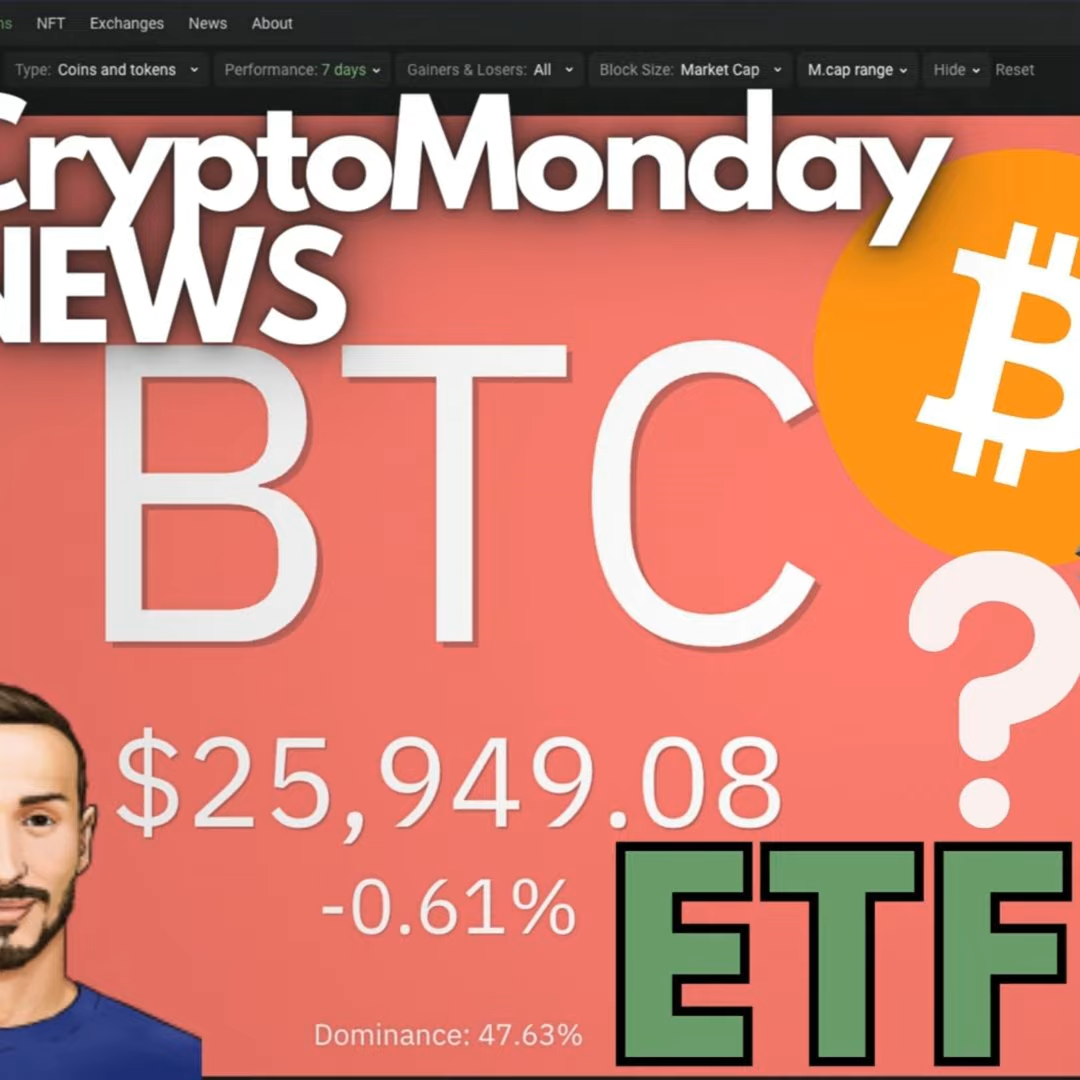 NFT Exchanges News About
Type: Coins and tokens Performance: 7 days Gainers & Losers: All Block Size: Market Cap M.cap range Hide Reset
CryptoMonday
NEWS
BTC
$25,949.08
-0.61%
Dominance: 47.63%
?
ETF